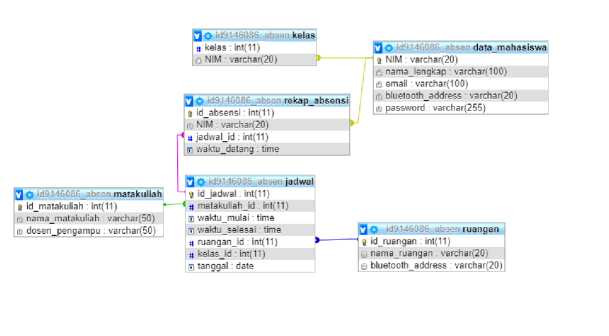 id9146086_absen kelas
kelas : int(11)
NIM : varchar(20)
id9146086_absen data_mahasiswa
NIM : varchar(20)
nama_lengkap : varchar(100)
email : varchar(100)
bluetooth_address : varchar(20)
password : varchar(255)
id9146086_absen rekap_absensi
id_absensi : int(11)
NIM : varchar(20)
jadwal_id : int(11)
waktu_datang : time
id9146086_absen matakuliah
id_matakuliah : int(11)
nama_matakuliah : varchar(50)
dosen_pengampu : varchar(50)
id9146086_absen jadwal
id_jadwal : int(11)
matakuliah_id : int(11)
waktu_mulai : time
waktu_selesai : time
ruangan_id : int(11)
kelas_id : int(11)
tanggal : date
id9146086_absen ruangan
id_ruangan : int(11)
nama_ruangan : varchar(20)
bluetooth_address : varchar(20)